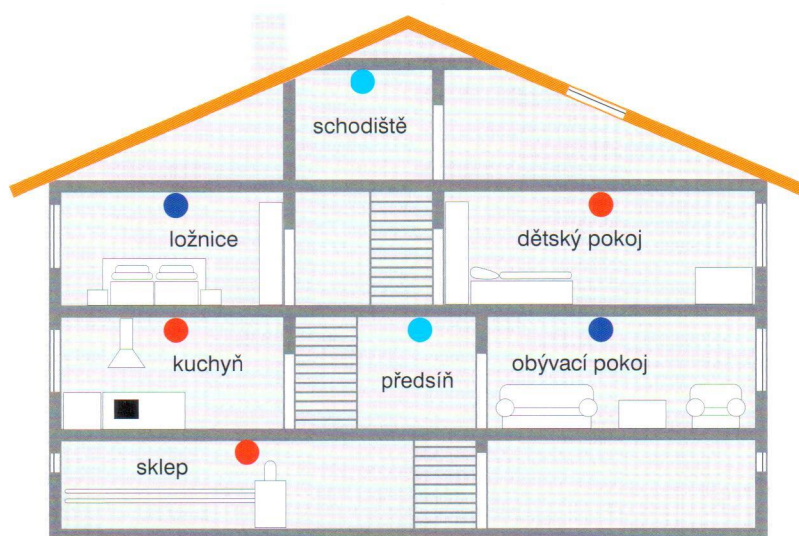 schodiště
ložnice
dětský pokoj
kuchyň
předsíň
obývací pokoj
sklep